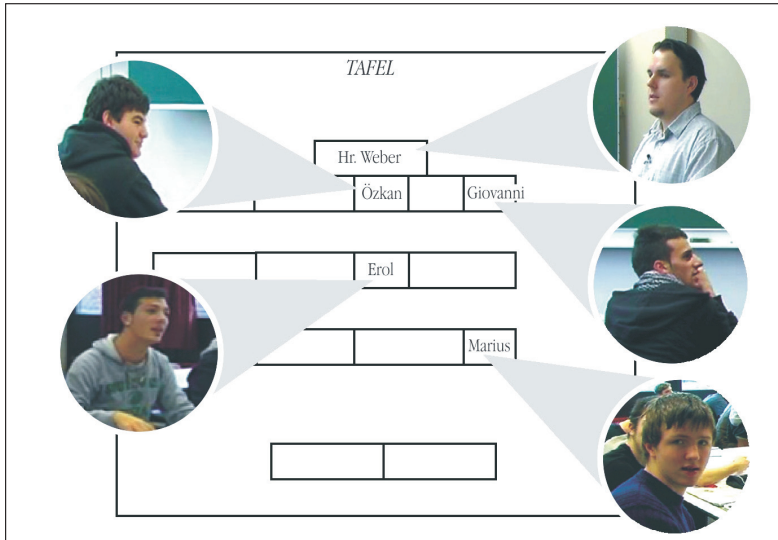 TAFEL
Hr. Weber
Özkan
Giovanni
Erol
Marius